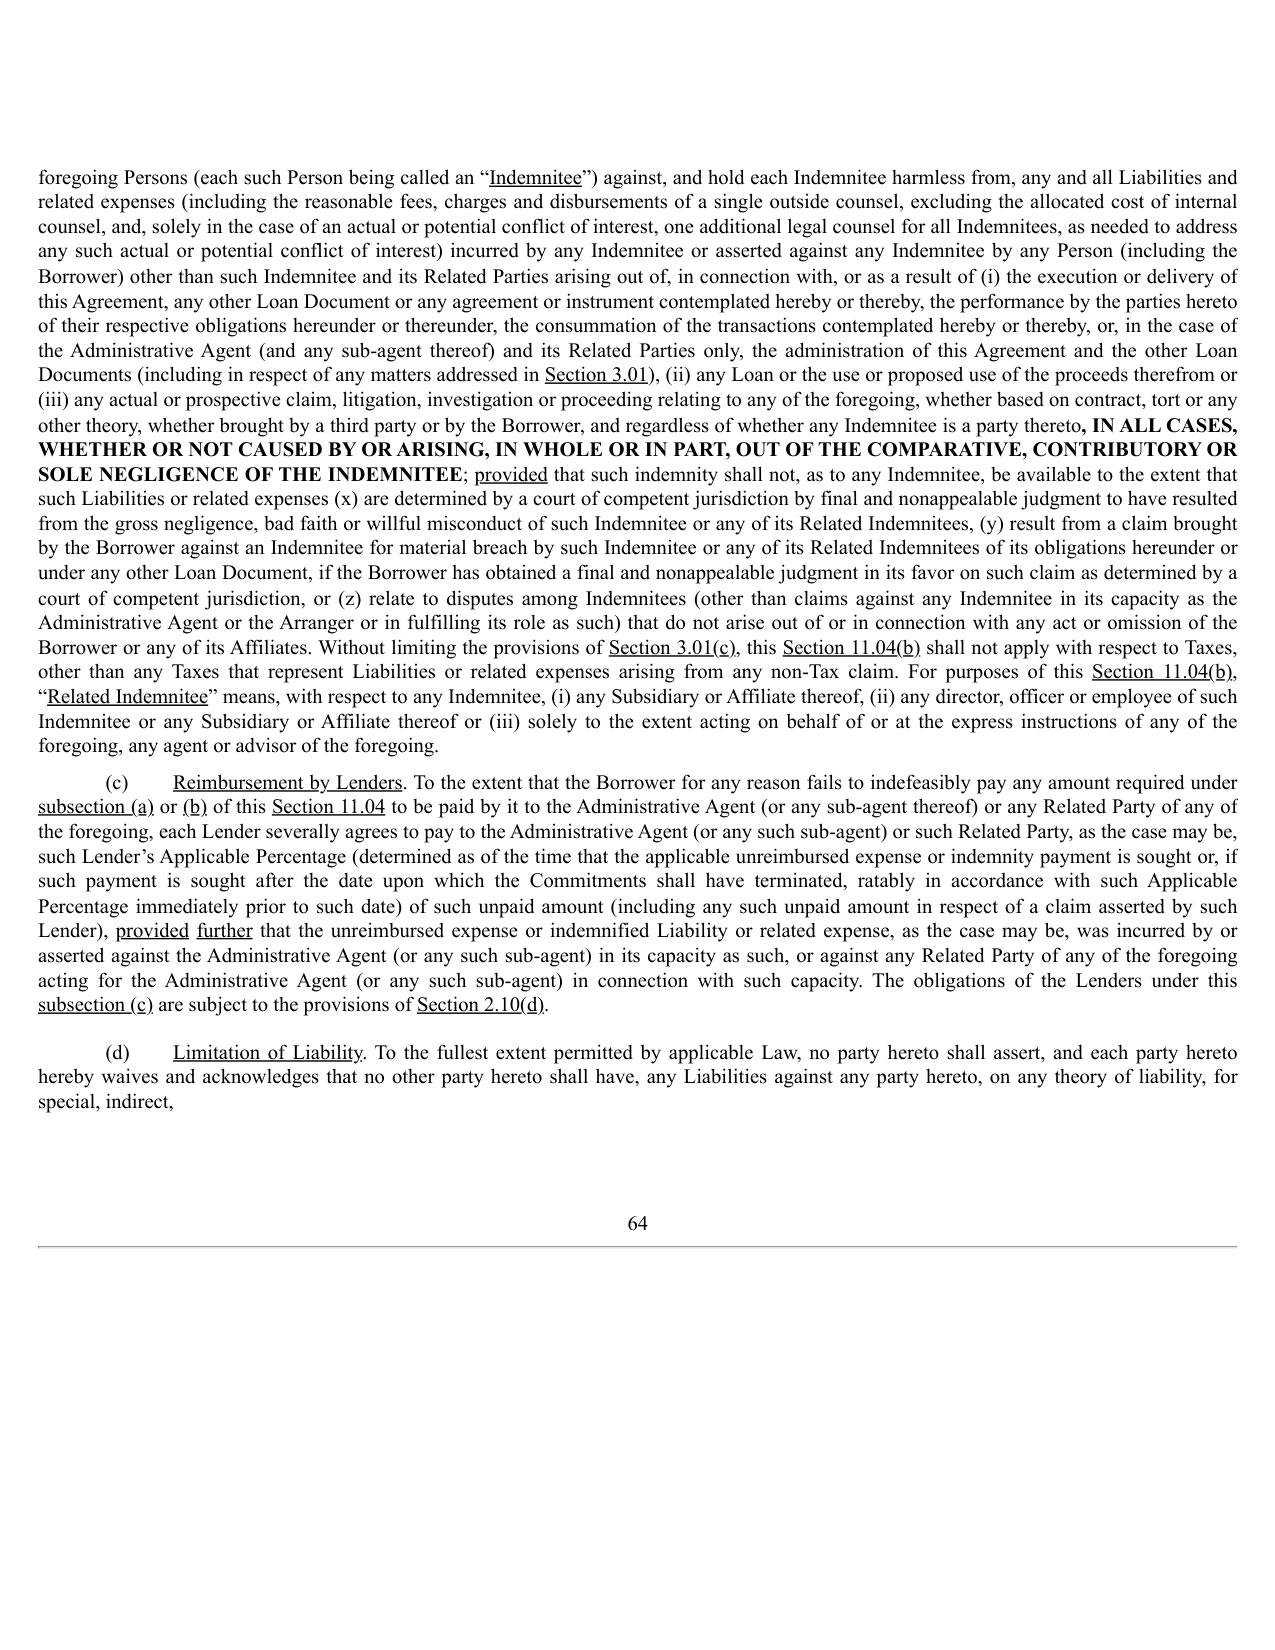 foregoing Persons (each such Person being called an “Indemnitee”) against, and hold each Indemnitee harmless from, any and all Liabilities and
related expenses (including the reasonable fees, charges and disbursements of a single outside counsel, excluding the allocated cost of internal
counsel, and, solely in the case of an actual or potential conflict of interest, one additional legal counsel for all Indemnitees, as needed to address
any such actual or potential conflict of interest) incurred by any Indemnitee or asserted against any Indemnitee by any Person (including the
Borrower) other than such Indemnitee and its Related Parties arising out of, in connection with, or as a result of (i) the execution or delivery of
this Agreement, any other Loan Document or any agreement or instrument contemplated hereby or thereby, the performance by the parties hereto
of their respective obligations hereunder or thereunder, the consummation of the transactions contemplated hereby or thereby, or, in the case of
the Administrative Agent (and any sub-agent thereof) and its Related Parties only, the administration of this Agreement and the other Loan
Documents (including in respect of any matters addressed in Section 3.01), (ii) any Loan or the use or proposed use of the proceeds therefrom or
(iii) any actual or prospective claim, litigation, investigation or proceeding relating to any of the foregoing, whether based on contract, tort or any
other theory, whether brought by a third party or by the Borrower, and regardless of whether any Indemnitee is a party thereto, IN ALL CASES,
WHETHER OR NOT CAUSED BY OR ARISING, IN WHOLE OR IN PART, OUT OF THE COMPARATIVE, CONTRIBUTORY OR
SOLE NEGLIGENCE OF THE INDEMNITEE; provided that such indemnity shall not, as to any Indemnitee, be available to the extent that
such Liabilities or related expenses (x) are determined by a court of competent jurisdiction by final and nonappealable judgment to have resulted
from the gross negligence, bad faith or willful misconduct of such Indemnitee or any of its Related Indemnitees, (y) result from a claim brought
by the Borrower against an Indemnitee for material breach by such Indemnitee or any of its Related Indemnitees of its obligations hereunder or
under any other Loan Document, if the Borrower has obtained a final and nonappealable judgment in its favor on such claim as determined by a
court of competent jurisdiction, or (z) relate to disputes among Indemnitees (other than claims against any Indemnitee in its capacity as the
Administrative Agent or the Arranger or in fulfilling its role as such) that do not arise out of or in connection with any act or omission of the
Borrower or any of its Affiliates. Without limiting the provisions of Section 3.01(c), this Section 11.04(b) shall not apply with respect to Taxes,
other than any Taxes that represent Liabilities or related expenses arising from any non-Tax claim. For purposes of this Section 11.04(b),
“Related Indemnitee” means, with respect to any Indemnitee, (i) any Subsidiary or Affiliate thereof, (ii) any director, officer or employee of such
Indemnitee or any Subsidiary or Affiliate thereof or (iii) solely to the extent acting on behalf of or at the express instructions of any of the
foregoing, any agent or advisor of the foregoing.
(c) Reimbursement by Lenders. To the extent that the Borrower for any reason fails to indefeasibly pay any amount required under
subsection (a) or (b) of this Section 11.04 to be paid by it to the Administrative Agent (or any sub-agent thereof) or any Related Party of any of
the foregoing, each Lender severally agrees to pay to the Administrative Agent (or any such sub-agent) or such Related Party, as the case may be,
such Lender’s Applicable Percentage (determined as of the time that the applicable unreimbursed expense or indemnity payment is sought or, if
such payment is sought after the date upon which the Commitments shall have terminated, ratably in accordance with such Applicable
Percentage immediately prior to such date) of such unpaid amount (including any such unpaid amount in respect of a claim asserted by such
Lender), provided further that the unreimbursed expense or indemnified Liability or related expense, as the case may be, was incurred by or
asserted against the Administrative Agent (or any such sub-agent) in its capacity as such, or against any Related Party of any of the foregoing
acting for the Administrative Agent (or any such sub-agent) in connection with such capacity. The obligations of the Lenders under this
subsection (c) are subject to the provisions of Section 2.10(d).
(d) Limitation of Liability. To the fullest extent permitted by applicable Law, no party hereto shall assert, and each party hereto
hereby waives and acknowledges that no other party hereto shall have, any Liabilities against any party hereto, on any theory of liability, for
special, indirect,
64